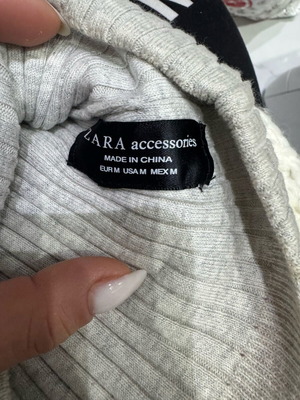 ZARA accessories
MADE IN CHINA
EUR M USA M MEX M